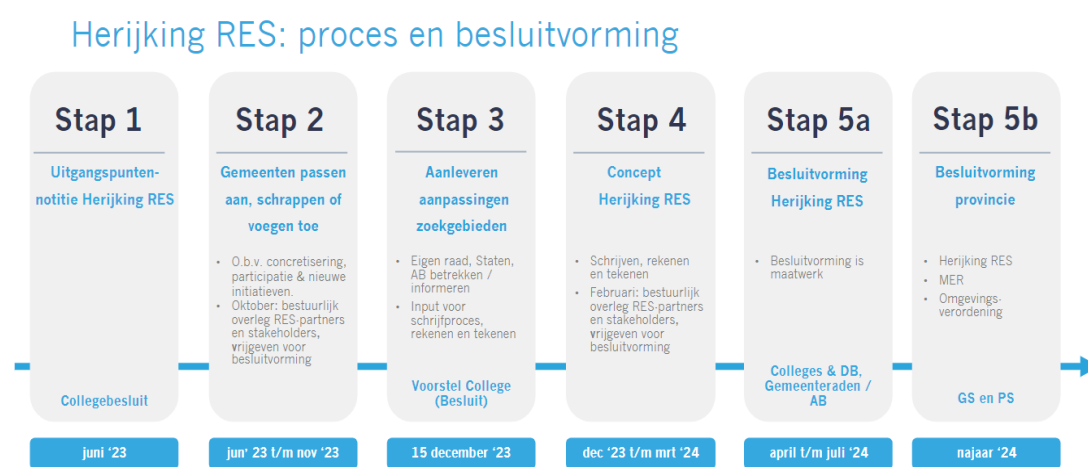 Herijking RES: proces en besluitvorming
Stap 1
Uitgangspunten-
notitie Herijking RES
Collegebesluit
juni ‘23
Stap 2
Gemeenten passen
aan, schrappen of
voegen toe
• O.b.v. concretisering,
participatie & nieuwe
initiatieven.
• Oktober: bestuurlijk
overleg RES-partners
en stakeholders,
vrijgeven voor
besluitvorming
jun’ 23 t/m nov ‘23
Stap 3
Aanleveren
aanpassingen
zoekgebieden
• Eigen raad, Staten,
AB betrekken /
informeren
• Input voor
schrijfproces,
rekenen en tekenen
Voorstel College
(Besluit)
15 december ‘23
Stap 4
Concept
Herijking RES
• Schrijven, rekenen
en tekenen
• Februari: bestuurlijk
overleg RES-partners
en stakeholders,
vrijgeven voor
besluitvorming
dec ‘23 t/m mrt ‘24
Stap 5a
Besluitvorming
Herijking RES
• Besluitvorming is
maatwerk
Colleges & DB,
Gemeenteraden /
AB
april t/m juli ‘24
Stap 5b
Besluitvorming
provincie
• Herijking RES
• MER
• Omgevings-
verordening
GS en PS
najaar ‘24